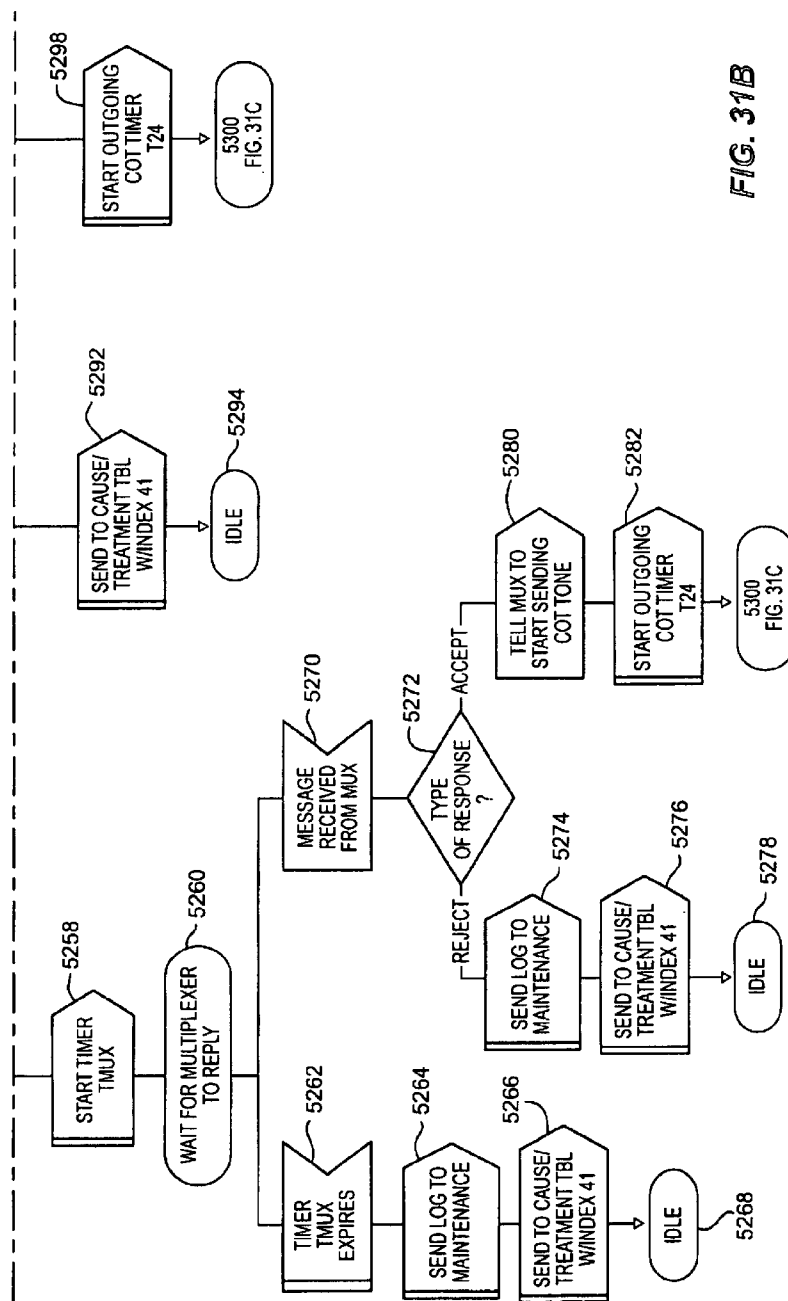 5258
START TIMER
TMUX
5260
WAIT FOR MULTIPLEXER
TO REPLY
5262
TIMER
TMUX
EXPIRES
5264
SEND LOG TO
MAINTENANCE
5266
SEND TO CAUSE/
TREATMENT TBL
W/INDEX 41
IDLE
5268
5270
MESSAGE
RECEIVED
FROM MUX
5272
TYPE
OF RESPONSE
?
REJECT
ACCEPT
5274
SEND LOG TO
MAINTENANCE
5276
SEND TO CAUSE/
TREATMENT TBL
W/INDEX 41
5278
IDLE
5280
TELL MUX TO
START SENDING
COT TONE
5282
START OUTGOING
COT TIMER
T24
5300
FIG. 31C
5292
SEND TO CAUSE/
TREATMENT TBL
W/INDEX 41
5294
IDLE
5298
START OUTGOING
COT TIMER
T24
5300
FIG. 31C
FIG. 31B